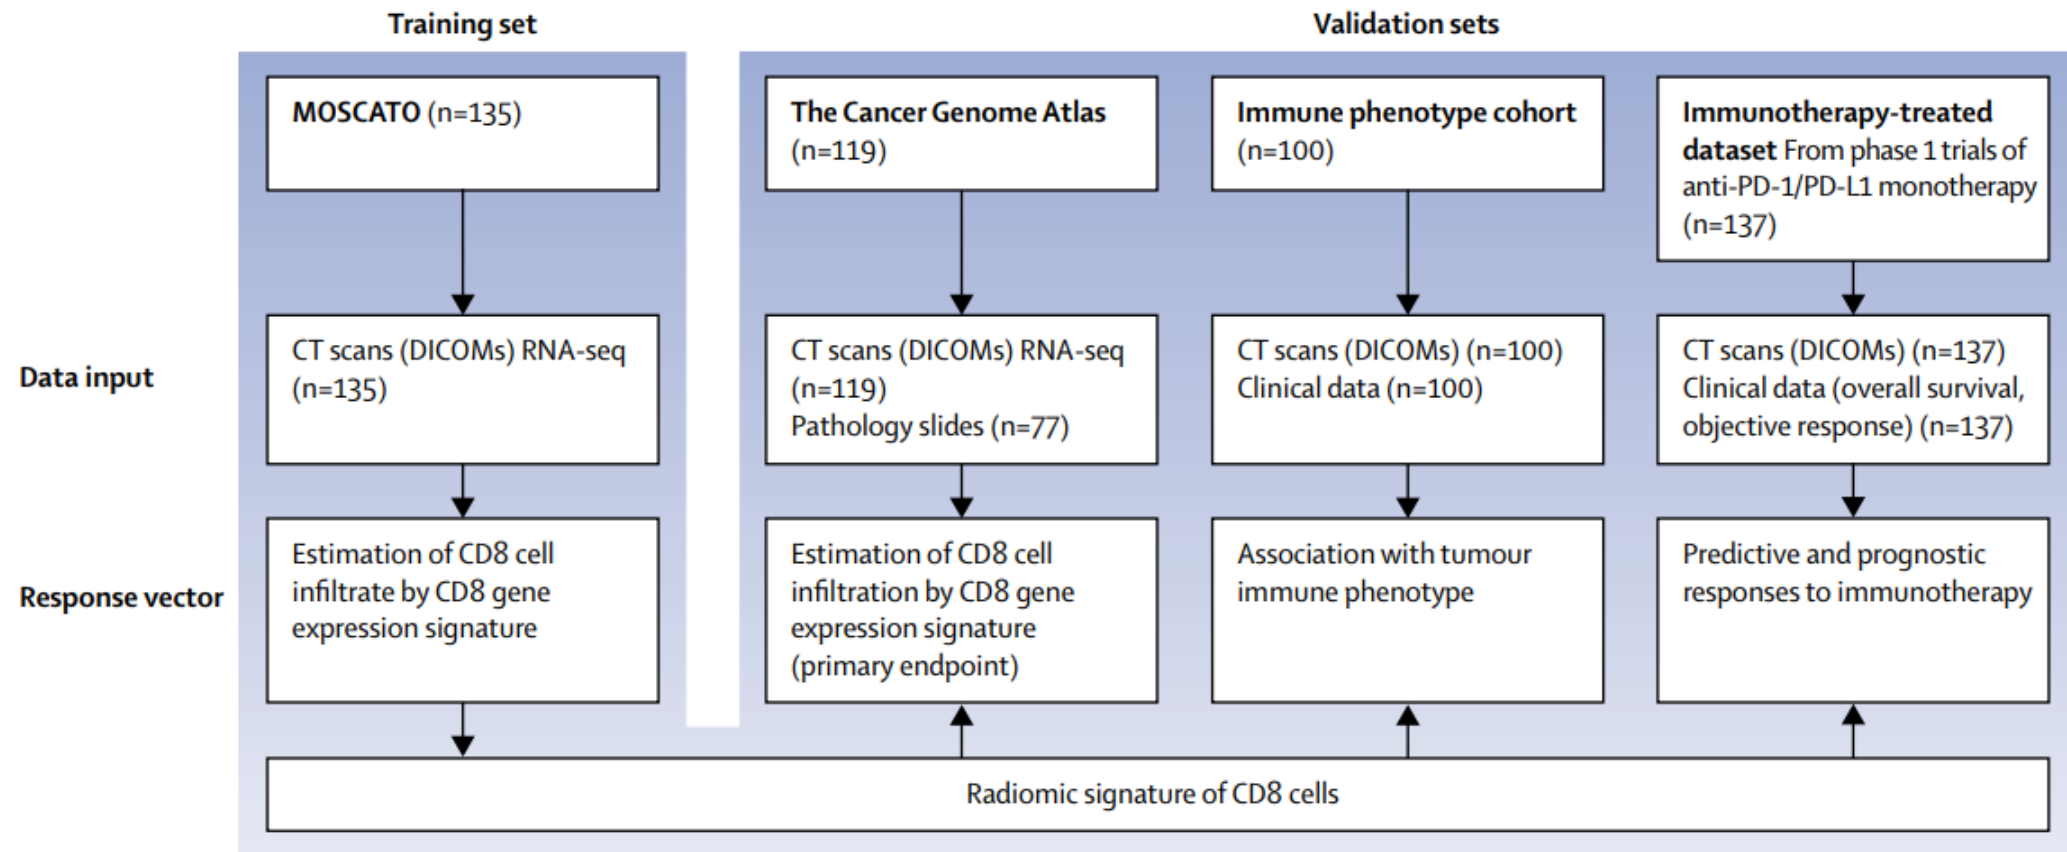 Training set
Validation sets
MOSCATO (n=135)
The Cancer Genome Atlas
(n=119)
Immune phenotype cohort
(n=100)
Immunotherapy-treated
dataset From phase 1 trials of
anti-PD-1/PD-L1 monotherapy
(n=137)
Data input
CT scans (DICOMs) RNA-seq
(n=135)
CT scans (DICOMs) RNA-seq
(n=119)
Pathology slides (n=77)
CT scans (DICOMs) (n=100)
Clinical data (n=100)
CT scans (DICOMs) (n=137)
Clinical data (overall survival,
objective response) (n=137)
Response vector
Estimation of CD8 cell
infiltrate by CD8 gene
expression signature
Estimation of CD8 cell
infiltration by CD8 gene
expression signature
(primary endpoint)
Association with tumour
immune phenotype
Predictive and prognostic
responses to immunotherapy
Radiomic signature of CD8 cells